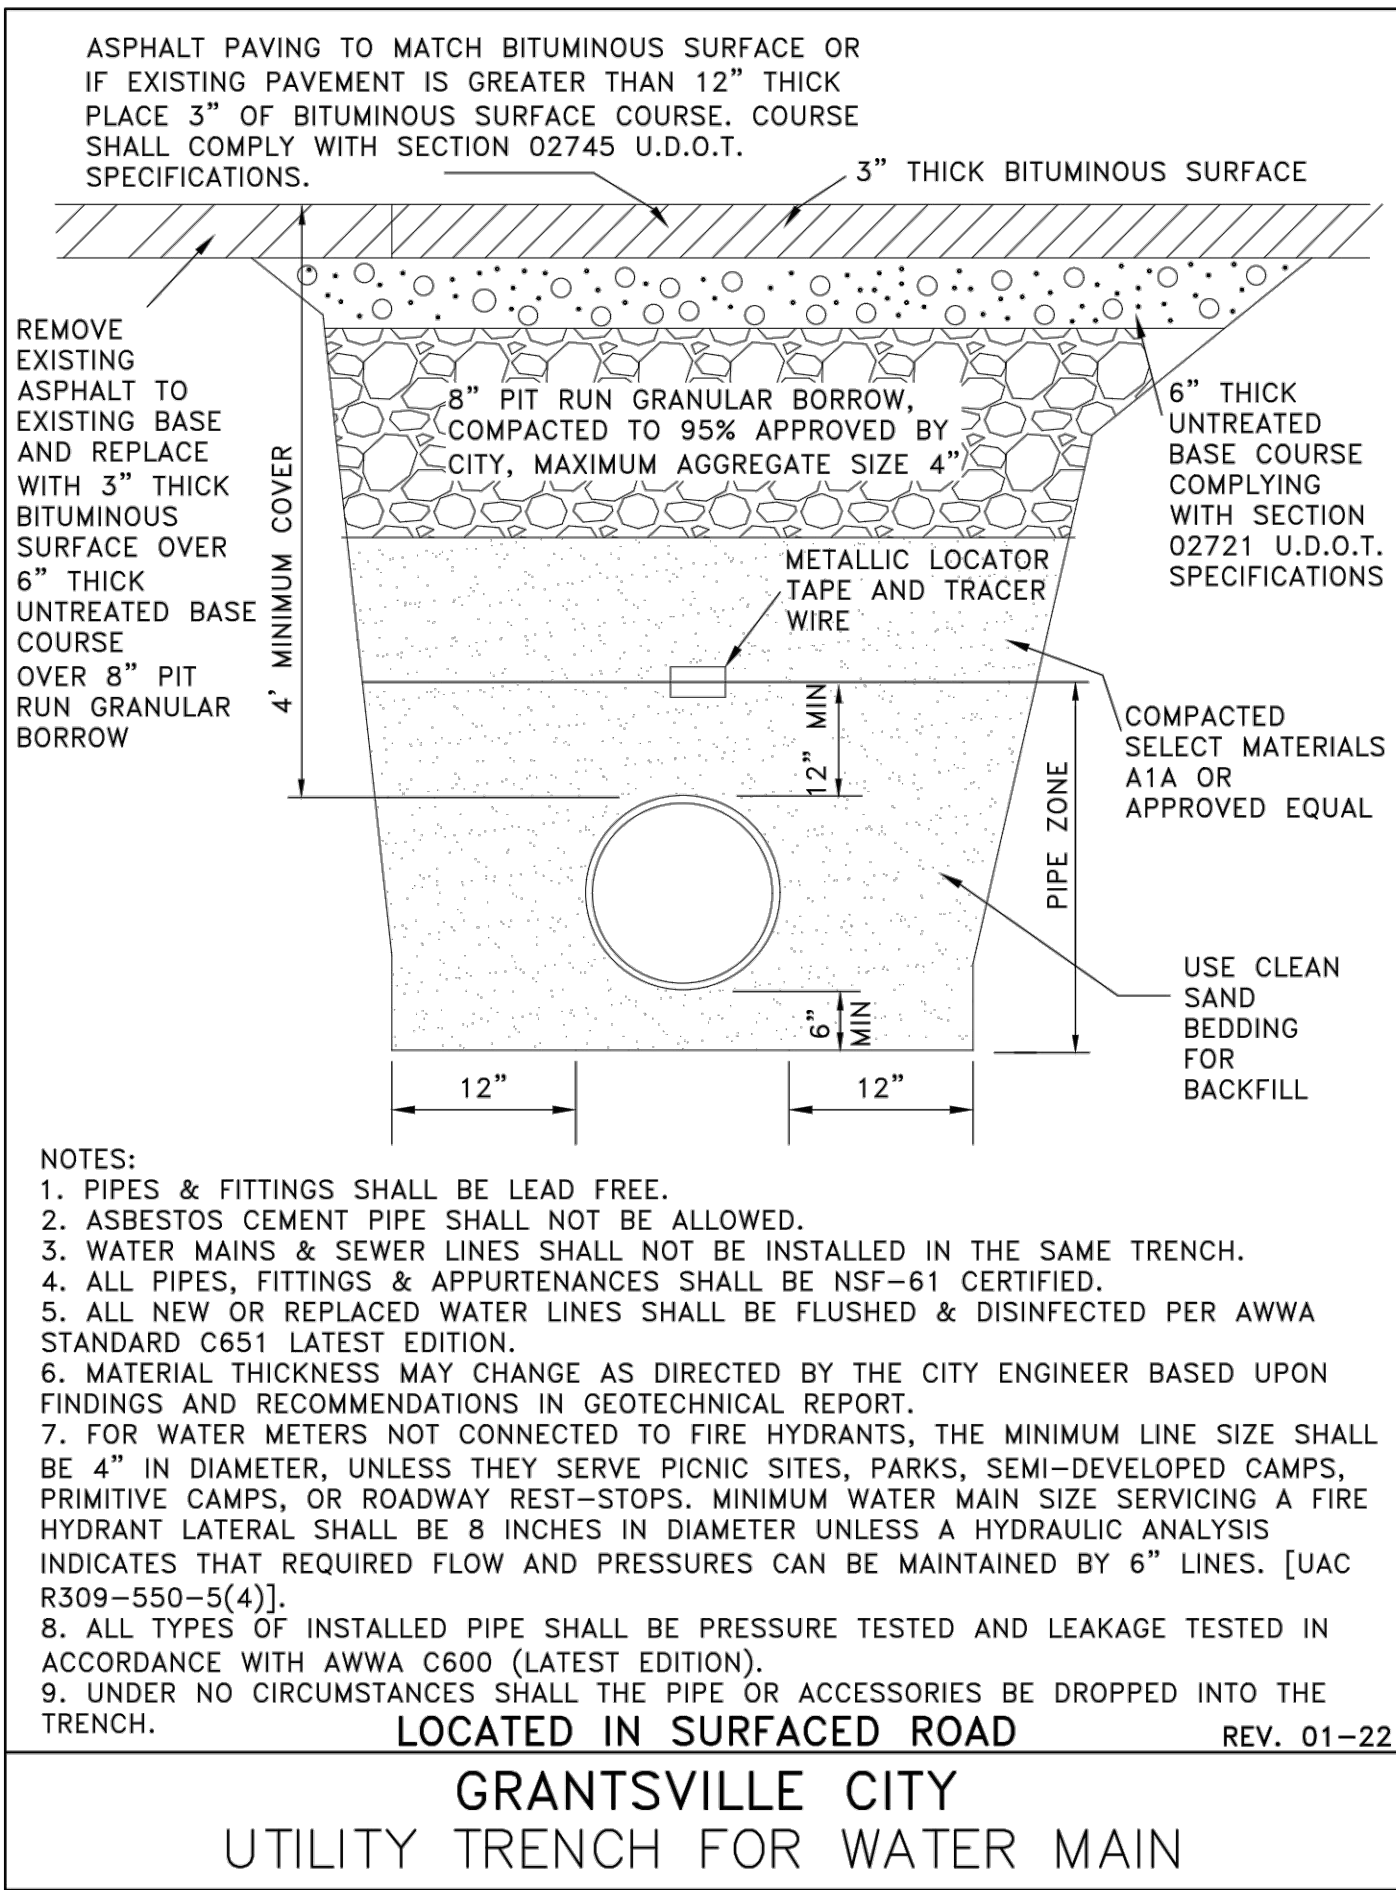 ASPHALT PAVING TO MATCH BITUMINOUS SURFACE OR
IF EXISTING PAVEMENT IS GREATER THAN 12” THICK
PLACE 3” OF BITUMINOUS SURFACE COURSE. COURSE
SHALL COMPLY WITH SECTION 02745 U.D.O.T.
SPECIFICATIONS.
3” THICK BITUMINOUS SURFACE
REMOVE
EXISTING
ASPHALT TO
EXISTING BASE
AND REPLACE
WITH 3” THICK
BITUMINOUS
SURFACE OVER
6” THICK
UNTREATED BASE
COURSE
OVER 8” PIT
RUN GRANULAR
BORROW
4’ MINIMUM COVER
8” PIT RUN GRANULAR BORROW,
COMPACTED TO 95% APPROVED BY
CITY, MAXIMUM AGGREGATE SIZE 4”
6” THICK
UNTREATED
BASE COURSE
COMPLYING
WITH SECTION
02721 U.D.O.T.
SPECIFICATIONS
METALLIC LOCATOR
TAPE AND TRACER
WIRE
12” MIN
COMPACTED
SELECT MATERIALS
A1A OR
APPROVED EQUAL
PIPE ZONE
USE CLEAN
SAND
BEDDING
FOR
BACKFILL
6”
MIN
12”
12”
NOTES:
1. PIPES & FITTINGS SHALL BE LEAD FREE.
2. ASBESTOS CEMENT PIPE SHALL NOT BE ALLOWED.
3. WATER MAINS & SEWER LINES SHALL NOT BE INSTALLED IN THE SAME TRENCH.
4. ALL PIPES, FITTINGS & APPURTENANCES SHALL BE NSF-61 CERTIFIED.
5. ALL NEW OR REPLACED WATER LINES SHALL BE FLUSHED & DISINFECTED PER AWWA
STANDARD C651 LATEST EDITION.
6. MATERIAL THICKNESS MAY CHANGE AS DIRECTED BY THE CITY ENGINEER BASED UPON
FINDINGS AND RECOMMENDATIONS IN GEOTECHNICAL REPORT.
7. FOR WATER METERS NOT CONNECTED TO FIRE HYDRANTS, THE MINIMUM LINE SIZE SHALL
BE 4” IN DIAMETER, UNLESS THEY SERVE PICNIC SITES, PARKS, SEMI-DEVELOPED CAMPS,
PRIMITIVE CAMPS, OR ROADWAY REST-STOPS. MINIMUM WATER MAIN SIZE SERVICING A FIRE
HYDRANT LATERAL SHALL BE 8 INCHES IN DIAMETER UNLESS A HYDRAULIC ANALYSIS
INDICATES THAT REQUIRED FLOW AND PRESSURES CAN BE MAINTAINED BY 6” LINES. [UAC
R309-550-5(4)].
8. ALL TYPES OF INSTALLED PIPE SHALL BE PRESSURE TESTED AND LEAKAGE TESTED IN
ACCORDANCE WITH AWWA C600 (LATEST EDITION).
9. UNDER NO CIRCUMSTANCES SHALL THE PIPE OR ACCESSORIES BE DROPPED INTO THE
TRENCH.
LOCATED IN SURFACED ROAD
REV. 01-22
GRANTSVILLE CITY
UTILITY TRENCH FOR WATER MAIN